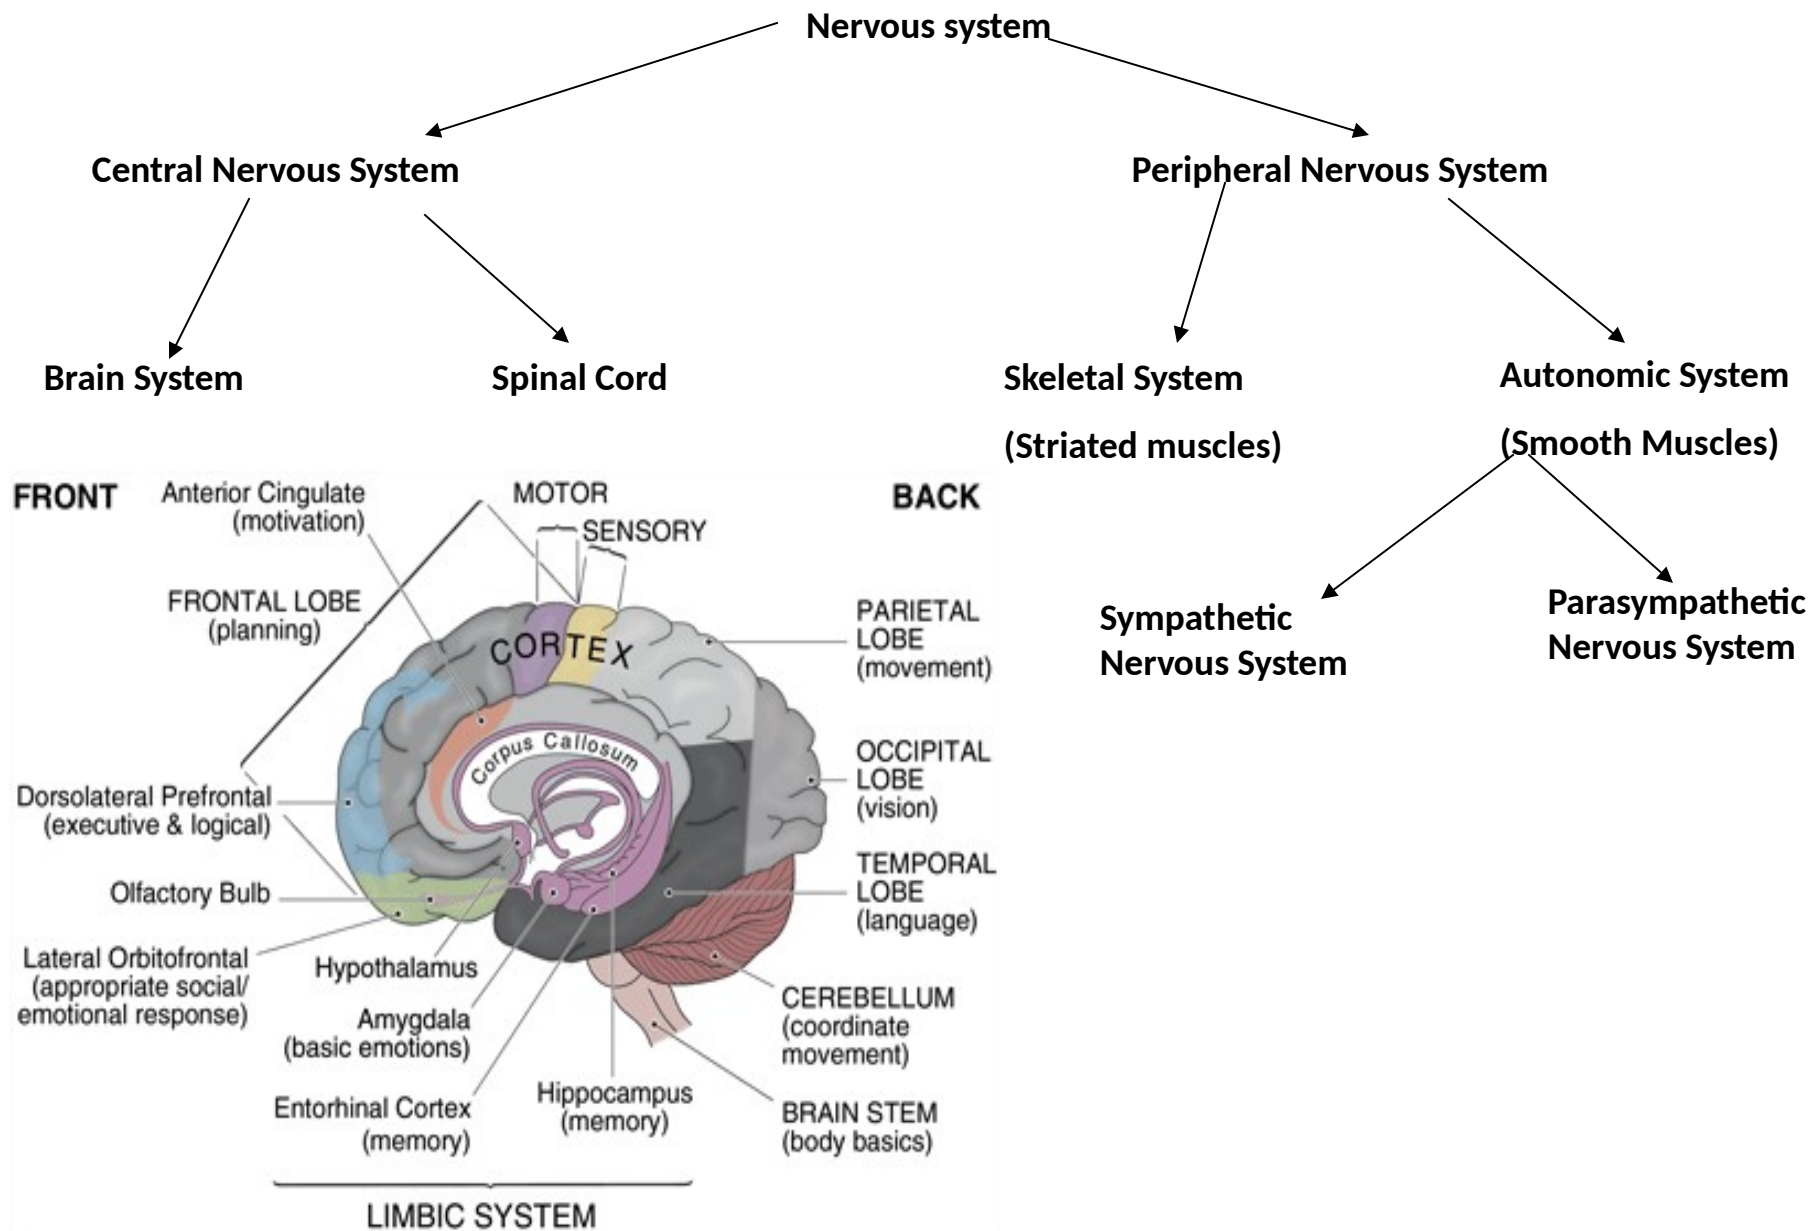 Nervous system
Central Nervous System
Peripheral Nervous System
Brain System
Spinal Cord
Skeletal System
(Striated muscles)
Autonomic System
(Smooth Muscles)
Sympathetic
Nervous System
Parasympathetic
Nervous System
FRONT
BACK
Anterior Cingulate
(motivation)
MOTOR
SENSORY
FRONTAL LOBE
(planning)
CORTEX
PARIETAL
LOBE
(movement)
Corpus Callosum
OCCIPITAL
LOBE
(vision)
Dorsolateral Prefrontal
(executive & logical)
TEMPORAL
LOBE
(language)
Olfactory Bulb
Lateral Orbitofrontal
(appropriate social/
emotional response)
Hypothalamus
Amygdala
(basic emotions)
CEREBELLUM
(coordinate
movement)
Entorhinal Cortex
(memory)
Hippocampus
(memory)
BRAIN STEM
(body basics)
LIMBIC SYSTEM